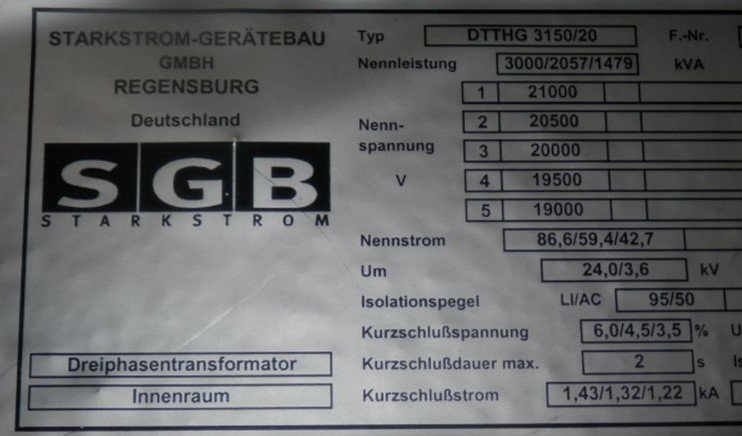 STARKSTROM-GERÄTEBAU
GMBH
REGENSBURG
Deutschland
SGB
STARKSTROM
Dreiphasentransformator
Innenraum
Typ DTTHG 3150/20 F.-Nr.
Nennleistung 3000/2057/1479 kVA
Nenn-
spannung
V
1 21000
2 20500
3 20000
4 19500
5 19000
Nennstrom 86,6/59,4/42,7
Um 24,0/3,6 kV
Isolationspegel LI/AC 95/50
Kurzschlußspannung 6,0/4,5/3,5 % U
Kurzschlußdauer max. 2 s Is
Kurzschlußstrom 1,43/1,32/1,22 kA